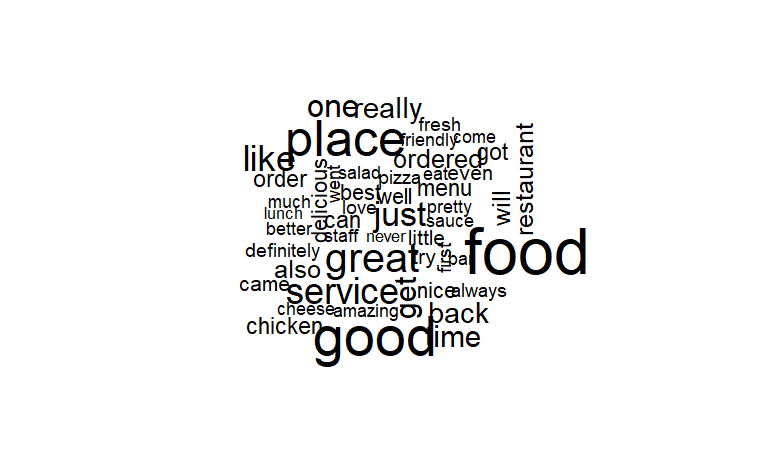 one really
place
fresh
friendly come
like
ordered got
restaurant
order
delicious
went
salad
pizza
eat even
best well
menu
will
much
love
just
pretty
lunch
can
sauce
better
staff never little
definitely
great
try
first
bar
food
also
came
service
get
nice always
cheese amazing
back
chicken
good
time